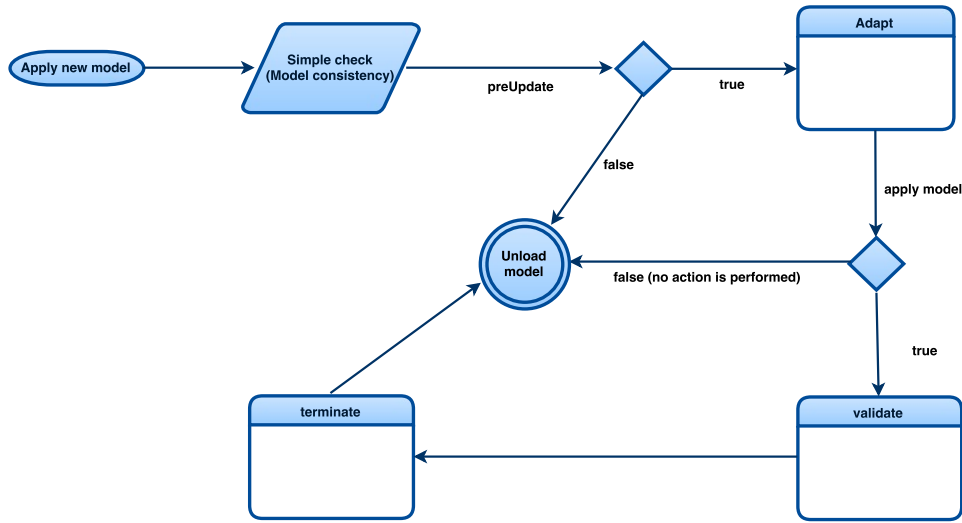 Apply new model
Simple check
(Model consistency)
preUpdate
true
Adapt
false
apply model
Unload
model
false (no action is performed)
true
terminate
validate